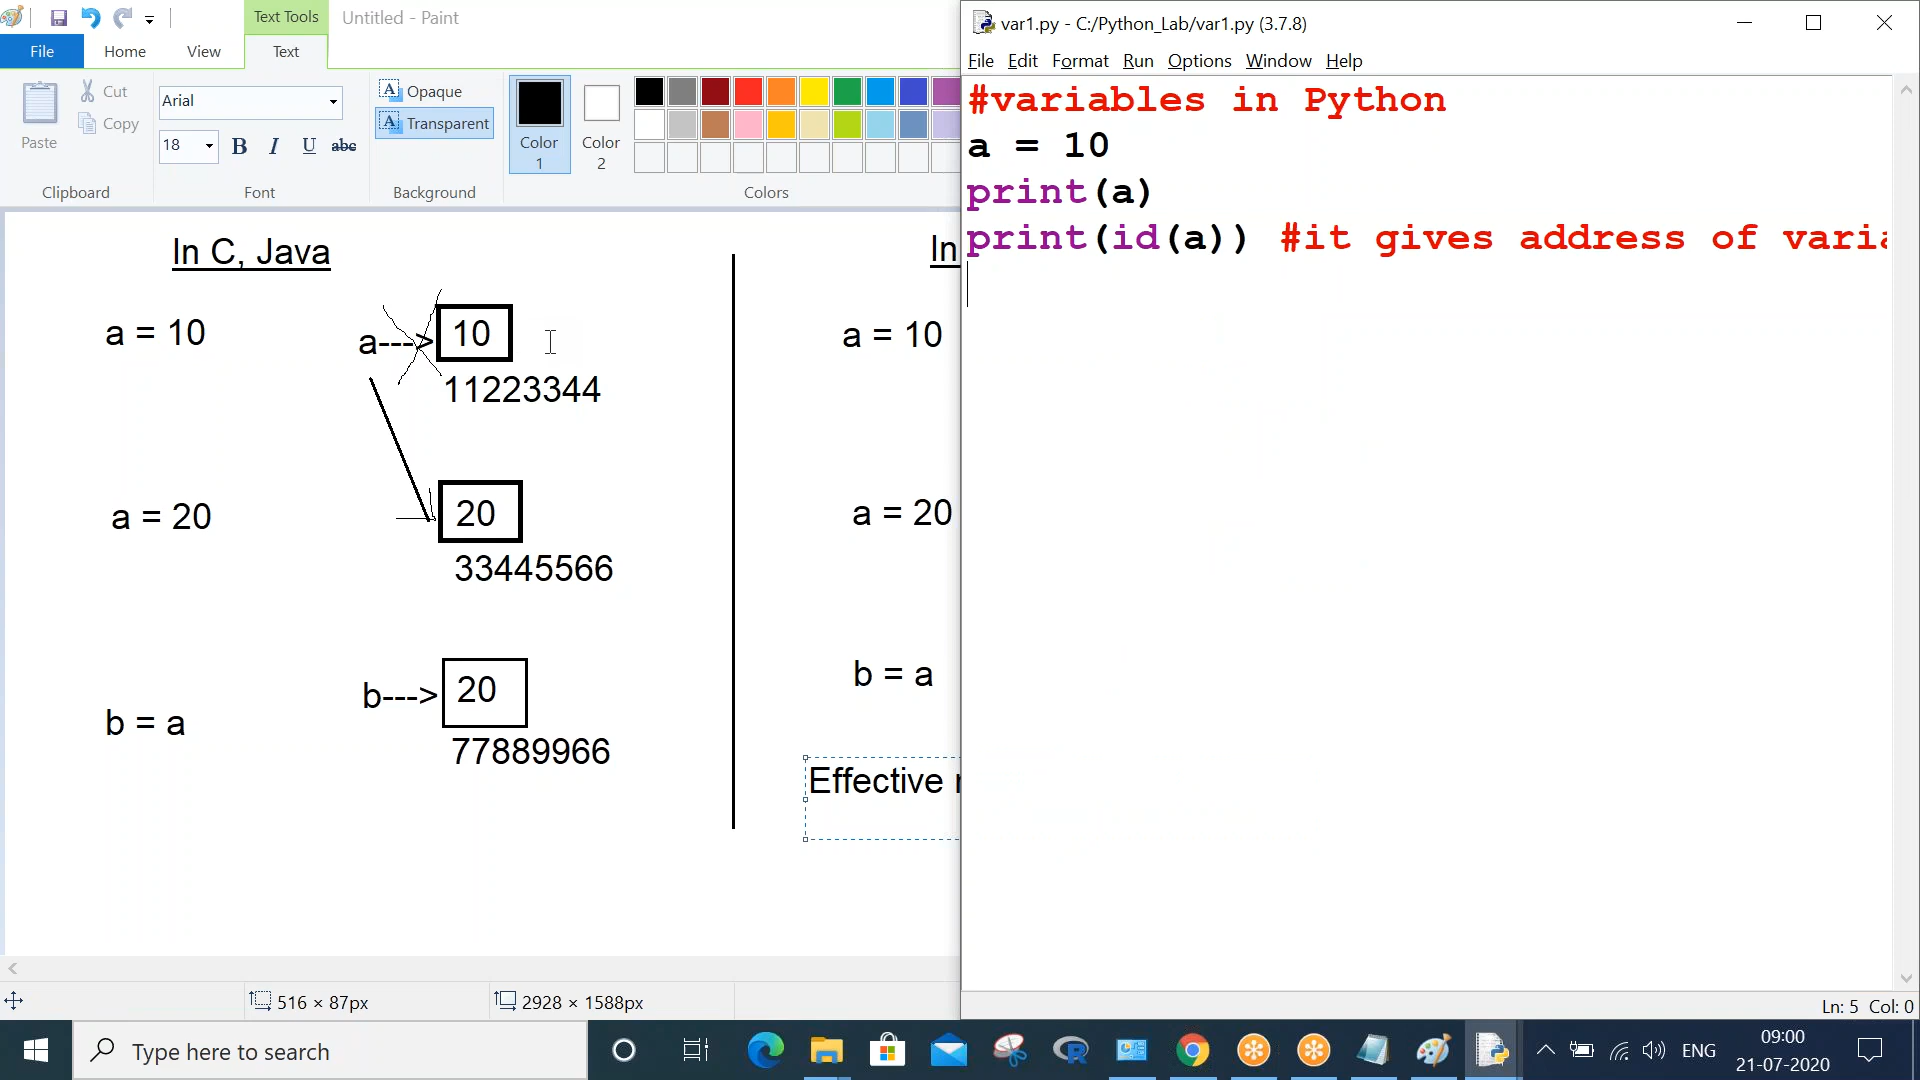 Text Tools
Untitled - Paint
File
Home
View
Text
Paste
Cut
Copy
Clipboard
Arial
18
B I U abc
Font
Opaque
Transparent
Background
Color 1
Color 2
Colors
In C, Java
a = 10
a--->
10
11223344
a = 20
20
33445566
b = a
b--->
20
77889966
In
a = 10
a = 20
b = a
Effective
516 × 87px
2928 × 1588px
var1.py - C:/Python_Lab/var1.py (3.7.8)
File Edit Format Run Options Window Help
#variables in Python
a = 10
print(a)
print(id(a)) #it gives address of varia
Ln: 5 Col: 0
Type here to search
ENG
09:00
21-07-2020